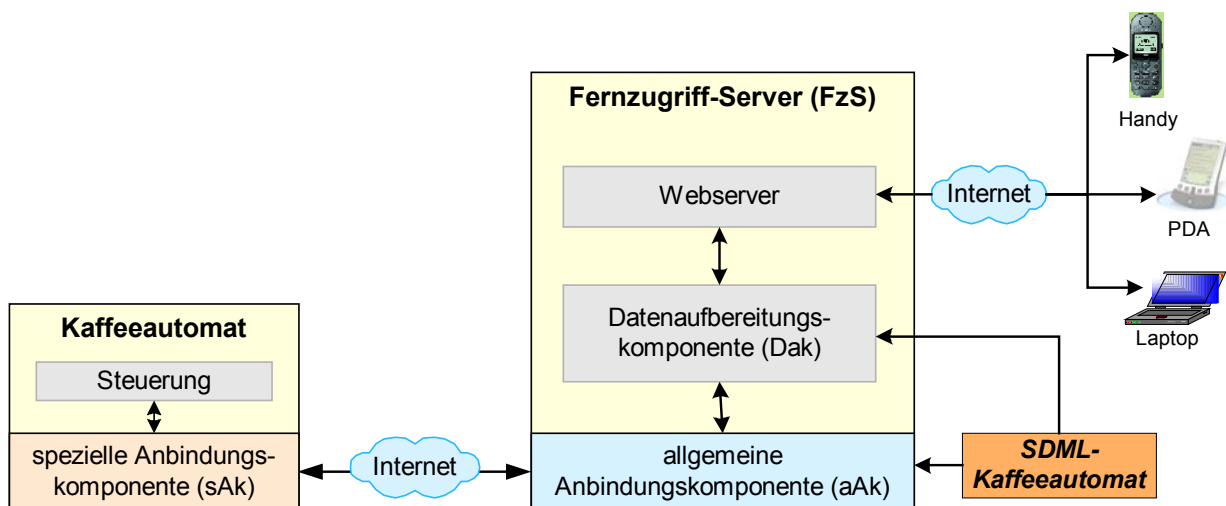 Fernzugriff-Server (FzS)
Webserver
Internet
Handy
PDA
Laptop
Datenaufbereitungs-
komponente (Dak)
Kaffeeautomat
Steuerung
spezielle Anbindungs-
komponente (sAk)
Internet
allgemeine
Anbindungskomponente (aAk)
SDML-
Kaffeeautomat